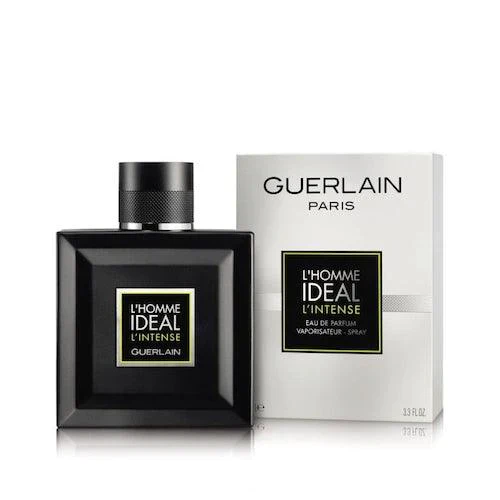 L'HOMME
IDEAL
L'INTENSE
GUERLAIN
GUERLAIN
PARIS
L'HOMME
IDEAL
L'INTENSE
EAU DE PARFUM
VAPORISATEUR - SPRAY
3.3 FL.OZ.